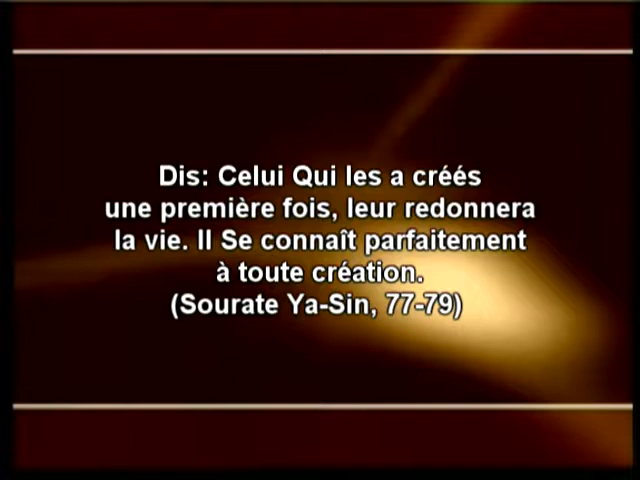 Dis: Celui Qui les a créés
une première fois, leur redonnera
la vie. Il Se connaît parfaitement
à toute création.
(Sourate Ya-Sin, 77-79)